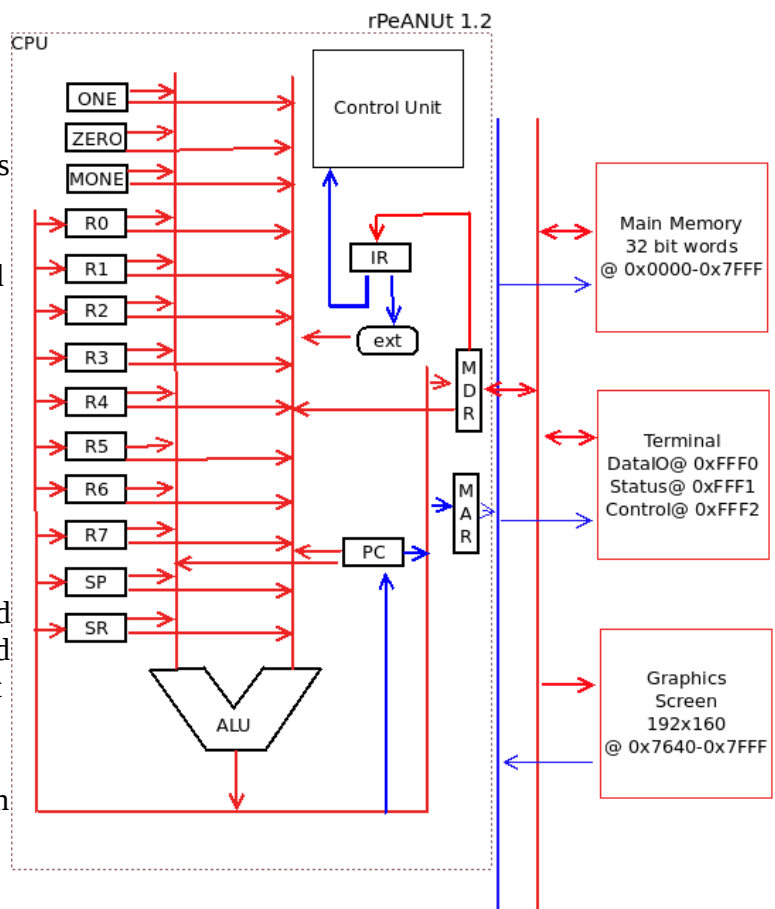 rPeANUt 1.2
CPU
ONE
ZERO
MONE
R0
R1
R2
R3
R4
R5
R6
R7
SP
SR
ALU
Control Unit
IR
ext
M
D
R
M
A
R
PC
Main Memory
32 bit words
@ 0x0000-0x7FFF
Terminal
DataIO@ 0xFFF0
Status@ 0xFFF1
Control@ 0xFFF2
Graphics
Screen
192x160
@ 0x7640-0x7FFF